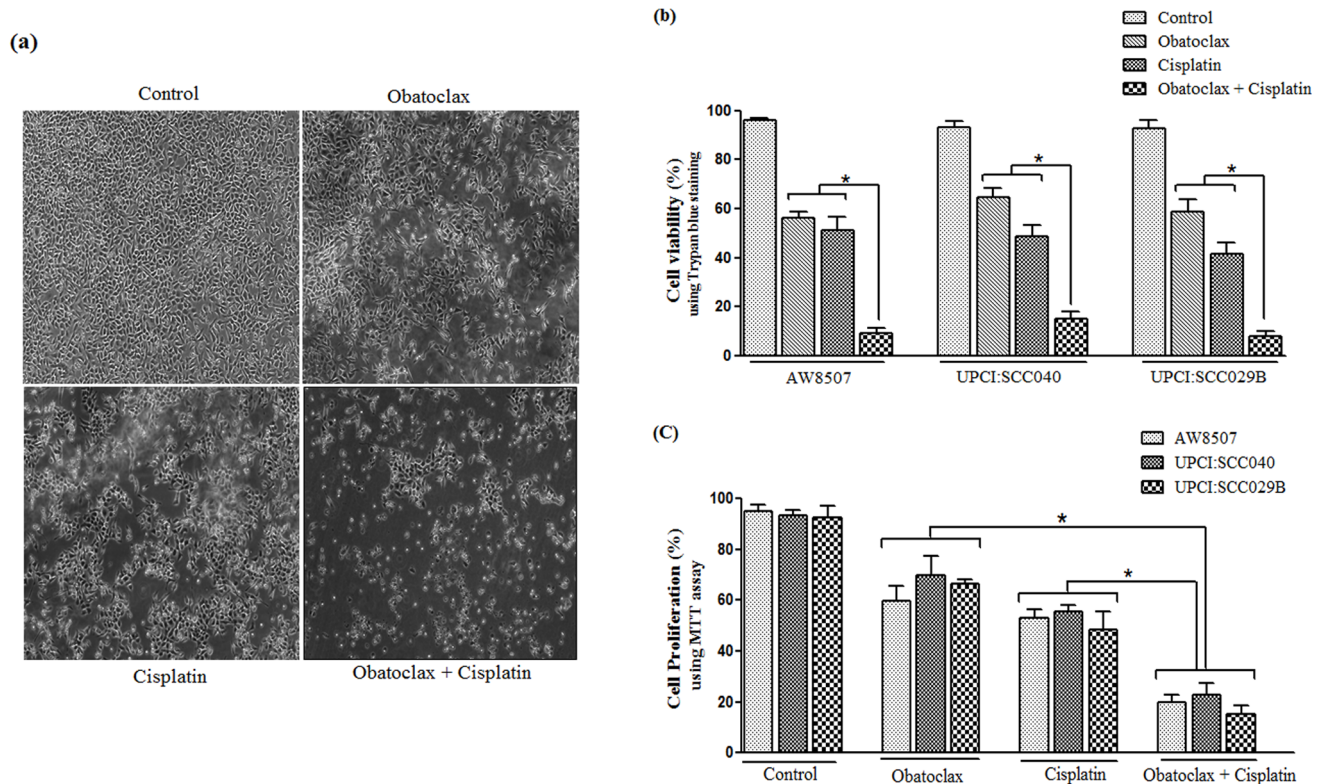 (a)
Control
Obatoclax
Cisplatin
Obatoclax + Cisplatin
(b)
Control
Obatoclax
Cisplatin
Obatoclax + Cisplatin
Cell viability (%)
using Trypan blue staining
100
80
60
40
20
0
*
*
*
AW8507
UPCI:SCC040
UPCI:SCC029B
(C)
AW8507
UPCI:SCC040
UPCI:SCC029B
Cell Proliferation (%)
using MTT assay
100
80
60
40
20
0
*
*
Control
Obatoclax
Cisplatin
Obatoclax + Cisplatin